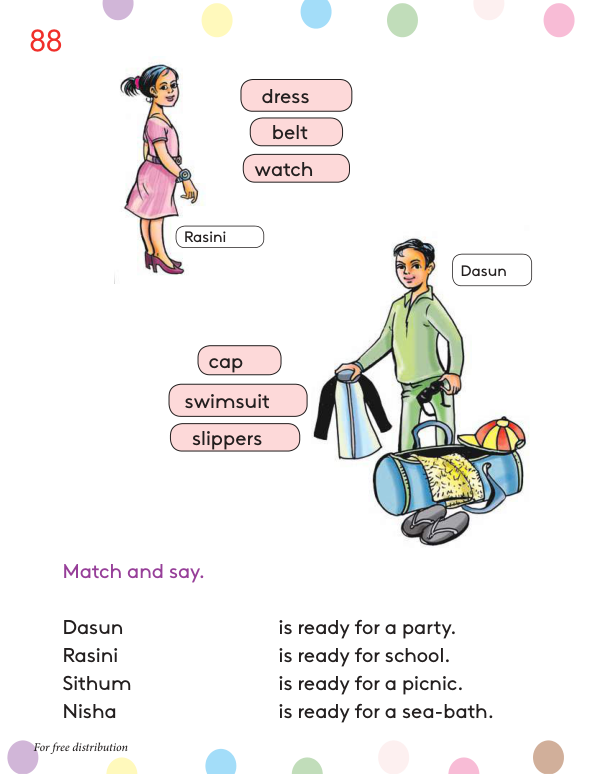 88
dress
belt
watch
Rasini
Dasun
cap
swimsuit
slippers
Match and say.
Dasun is ready for a party.
Rasini is ready for school.
Sithum is ready for a picnic.
Nisha is ready for a sea-bath.
For free distribution